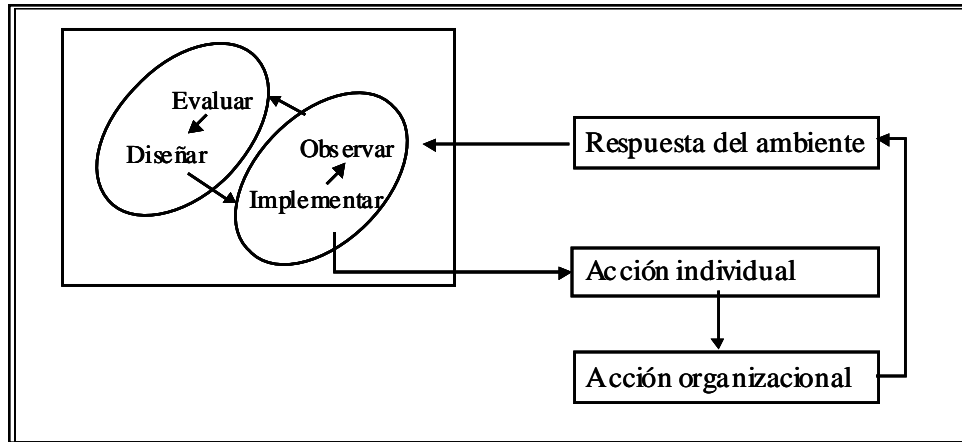 Evaluar
Diseñar
Observar
Implementar
Respuesta del ambiente
Acción individual
Acción organizacional